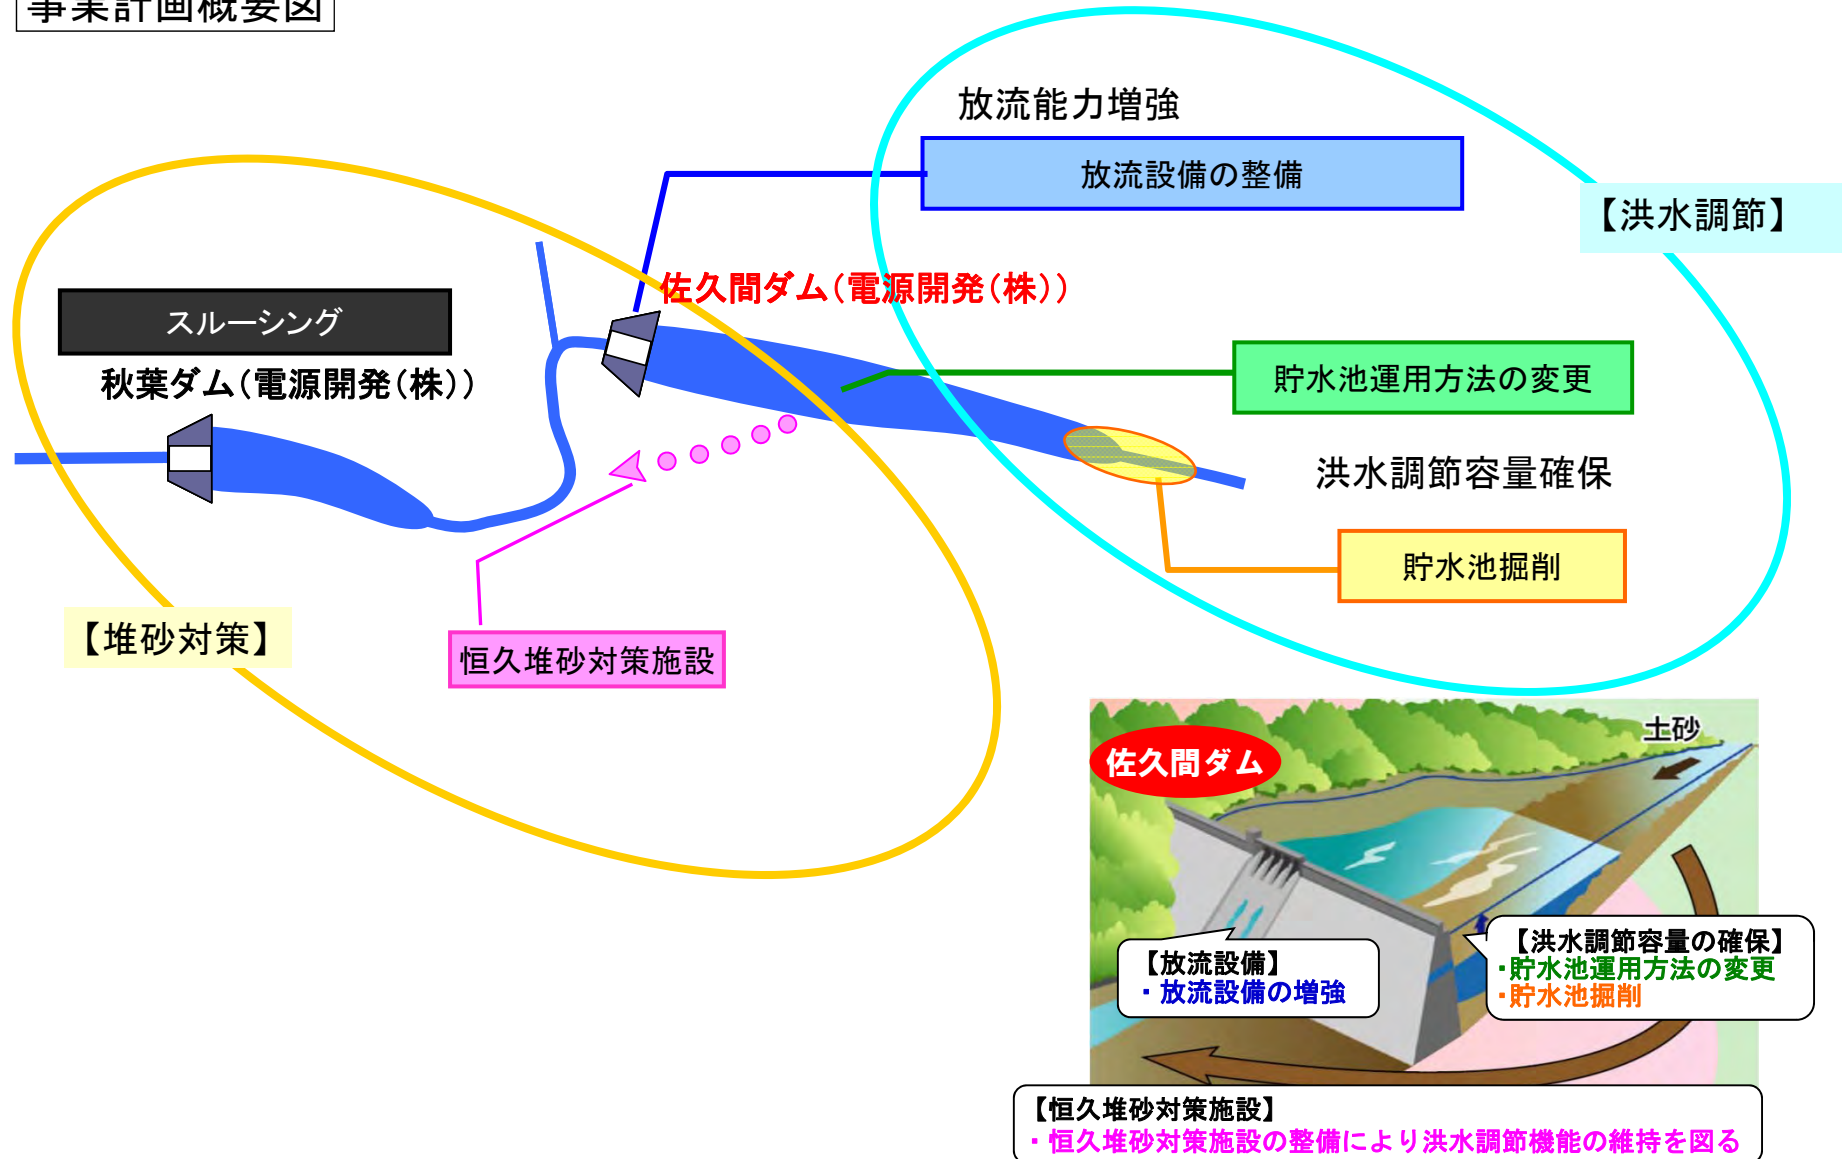 事業計画概要図
放流能力増強
放流設備の整備
【洪水調節】
佐久間ダム(電源開発(株))
スルーシング
秋葉ダム(電源開発(株))
貯水池運用方法の変更
洪水調節容量確保
貯水池掘削
【堆砂対策】
恒久堆砂対策施設
土砂
佐久間ダム
【放流設備】
・放流設備の増強
【洪水調節容量の確保】
・貯水池運用方法の変更
・貯水池掘削
【恒久堆砂対策施設】
・恒久堆砂対策施設の整備により洪水調節機能の維持を図る